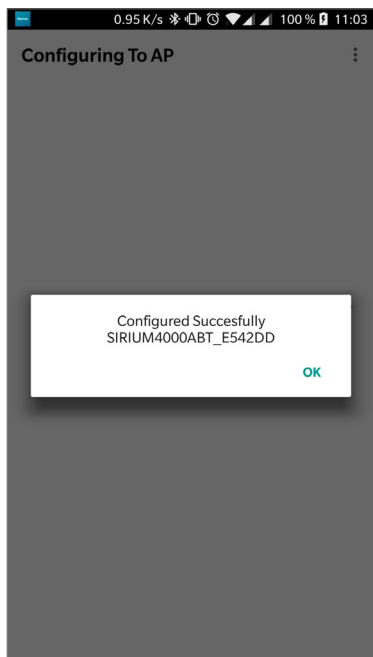 0.95 K/s 100 % 11:03
Configuring To AP
Configured Succesfully
SIRIUM4000ABT_E542DD
OK